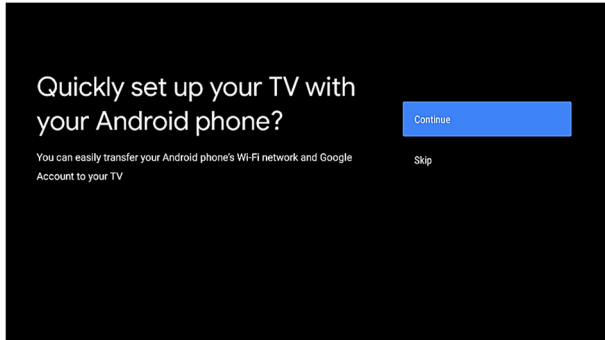 Quickly set up your TV with
your Android phone?
You can easily transfer your Android phone's Wi-Fi network and Google
Account to your TV
Continue
Skip